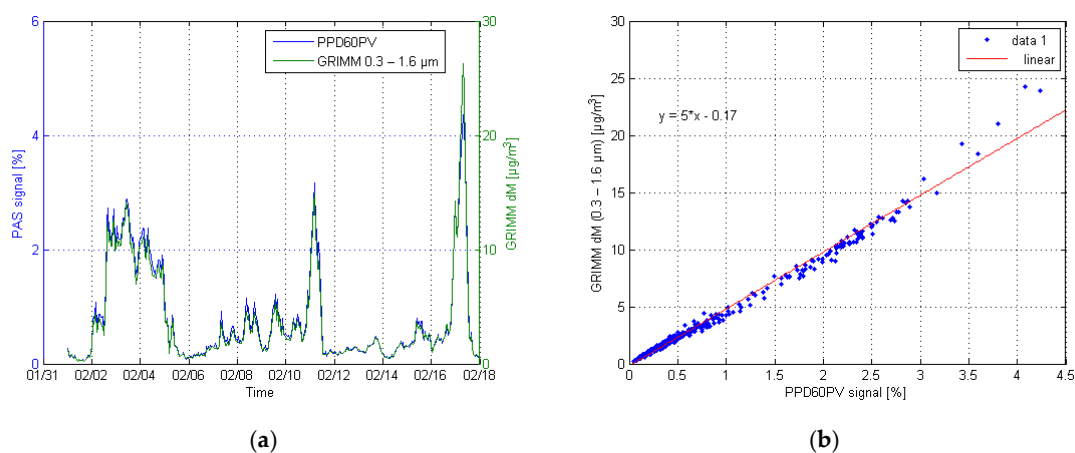 6
4
2
0
PAS signal [%]
PPD60PV
GRIMM 0.3 – 1.6 μm
30
20
10
0
GRIMM dM [μg/m³]
01/31 02/02 02/04 02/06 02/08 02/10 02/12 02/14 02/16 02/18
Time
(a)
30
25
20
15
10
5
0
GRIMM dM (0.3 – 1.6 μm) [μg/m³]
data 1
linear
y = 5*x - 0.17
0 0.5 1 1.5 2 2.5 3 3.5 4 4.5
PPD60PV signal [%]
(b)